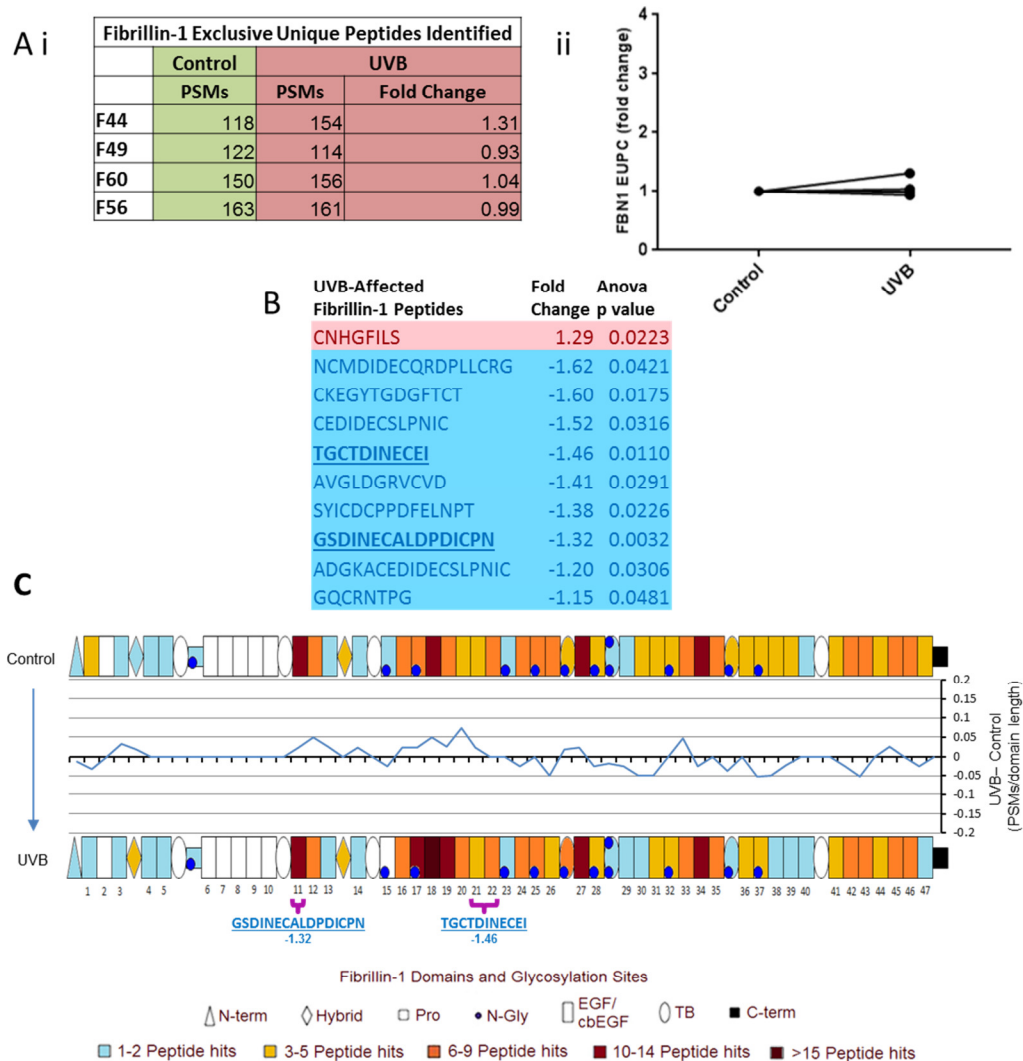 A i
Fibrillin-1 Exclusive Unique Peptides Identified
Control UVB
PSMs PSMs Fold Change
F44 118 154 1.31
F49 122 114 0.93
F60 150 156 1.04
F56 163 161 0.99
ii
FBN1 EUPC (fold change)
4
3
2
1
0
Control
UVB
B
UVB-Affected Fold Anova
Fibrillin-1 Peptides Change p value
CNHGFILS 1.29 0.0223
NCMDIDECQRDPLLCRG -1.62 0.0421
CKEGYTGDGFTCT -1.60 0.0175
CEDIDECSLPNIC -1.52 0.0316
TGCTDINECEI -1.46 0.0110
AVGLDGRVCVD -1.41 0.0291
SYICDCPPDFELNPT -1.38 0.0226
GSDINECALDPDICPN -1.32 0.0032
ADGKACEDIDECSLPNIC -1.20 0.0306
GQCRNTPG -1.15 0.0481
C
Control
0.2
0.15
0.1
0.05
0
-0.05
-0.1
-0.15
-0.2
UVB– Control
(PSMs/domain length)
UVB
1 2 3 4 5 6 7 8 9 10 11 12 13 14 15 16 17 18 19 20 21 22 23 24 25 26 27 28 29 30 31 32 33 34 35 36 37 38 39 40 41 42 43 44 45 46 47
GSDINECALDPDICPN TGCTDINECEI
-1.32 -1.46
Fibrillin-1 Domains and Glycosylation Sites
N-term Hybrid Pro N-Gly EGF/ cbEGF TB C-term
1-2 Peptide hits 3-5 Peptide hits 6-9 Peptide hits 10-14 Peptide hits >15 Peptide hits